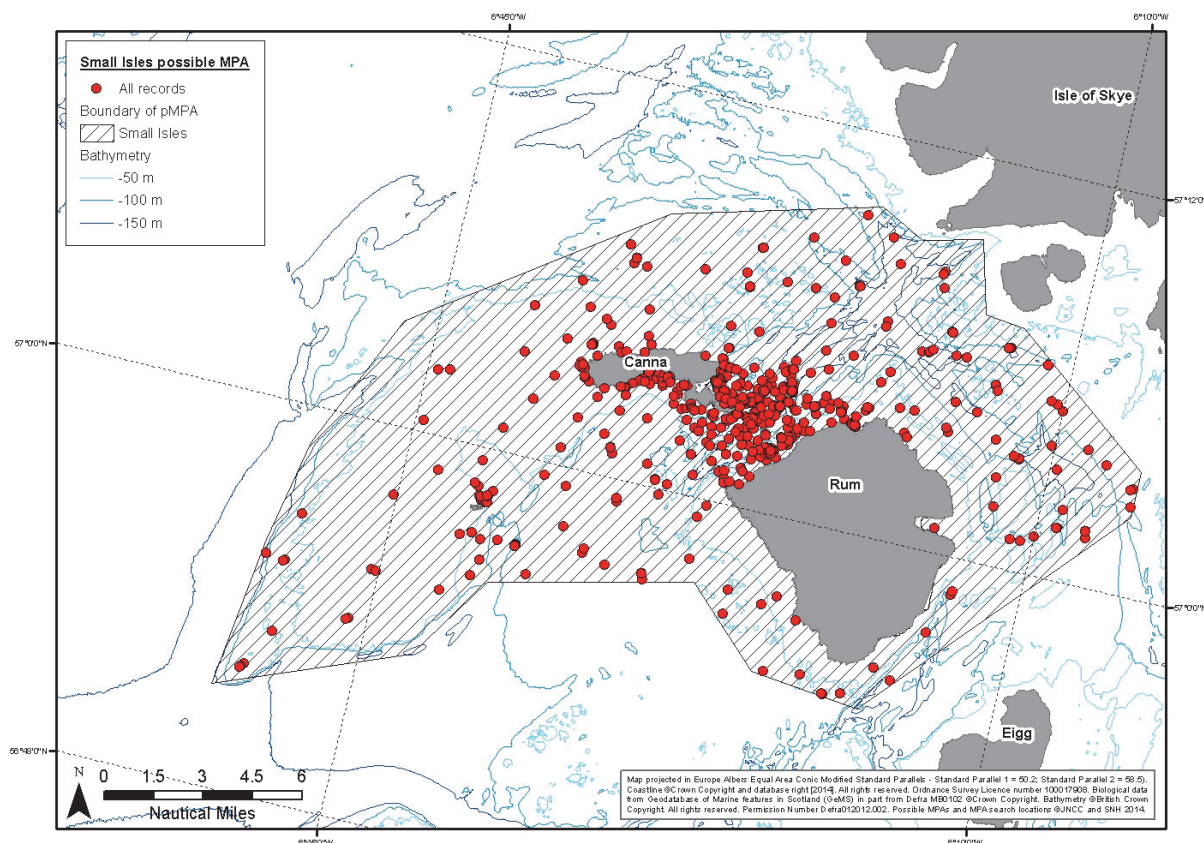 6°45'0"W
6°10'0"W
Small Isles possible MPA
All records
Boundary of pMPA
Small Isles
Bathymetry
-50 m
-100 m
-150 m
Isle of Skye
57°12'0"N
57°0'0"N
Canna
Rum
57°0'0"N
Eigg
56°48'0"N
N
0 1.5 3 4.5 6
Nautical Miles
Map projected in Europe Albers Equal Area Conic Modified Standard Parallels - Standard Parallel 1 = 50.2; Standard Parallel 2 = 58.5).
Coastline ©Crown Copyright and database right [2014]. All rights reserved. Ordnance Survey Licence number 100017908. Biological data
from Geodatabase of Marine features in Scotland (GeMS) in part from Defra MB0102 ©Crown Copyright. Bathymetry ©British Crown
Copyright. All rights reserved. Permission Number Defra012012.002. Possible MPAs and MPA search locations ©JNCC and SNH 2014.
6°10'0"W